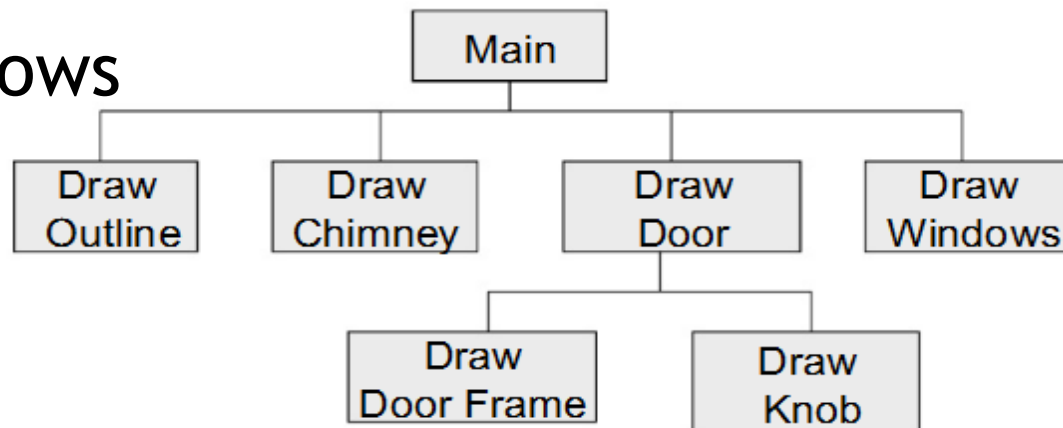 ows
Main
Draw
Outline
Draw
Chimney
Draw
Door
Draw
Windows
Draw
Door Frame
Draw
Knob